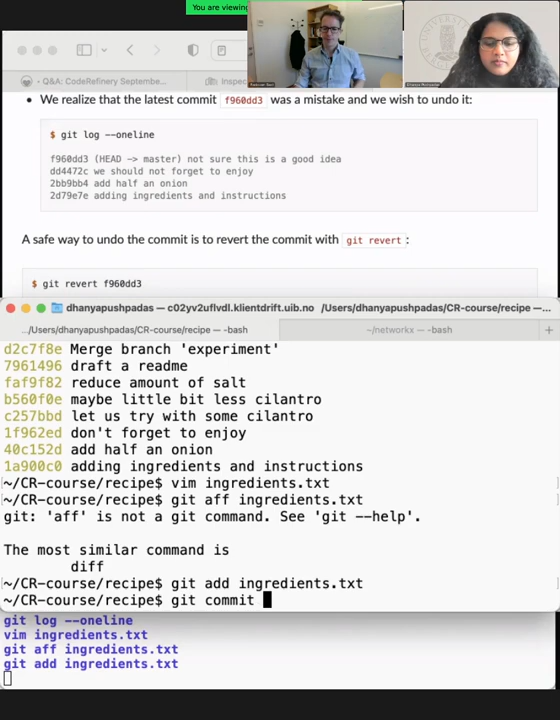 You are viewing
Q&A: CodeRefinery Septembe...
Inspec
• We realize that the latest commit f960dd3 was a mistake and we wish to undo it:
$ git log --oneline
f960dd3 (HEAD -> master) not sure this is a good idea
dd4472c we should not forget to enjoy
2bb9bb4 add half an onion
2d79e7e adding ingredients and instructions
A safe way to undo the commit is to revert the commit with git revert :
$ git revert f960dd3
dhanyapushpadas — c02yv2uflvdl.klientdrift.uib.no /Users/dhanyapushpadas/CR-course/recipe —...
.../Users/dhanyapushpadas/CR-course/recipe — -bash
~/networkx — -bash
+
d2c7f8e Merge branch 'experiment'
7961496 draft a readme
faf9f82 reduce amount of salt
b560f0e maybe little bit less cilantro
c257bbd let us try with some cilantro
1f962ed don't forget to enjoy
40c152d add half an onion
1a900c0 adding ingredients and instructions
~/CR-course/recipe$ vim ingredients.txt
~/CR-course/recipe$ git aff ingredients.txt
git: 'aff' is not a git command. See 'git --help'.
The most similar command is
diff
~/CR-course/recipe$ git add ingredients.txt
~/CR-course/recipe$ git commit
git log --oneline
vim ingredients.txt
git aff ingredients.txt
git add ingredients.txt